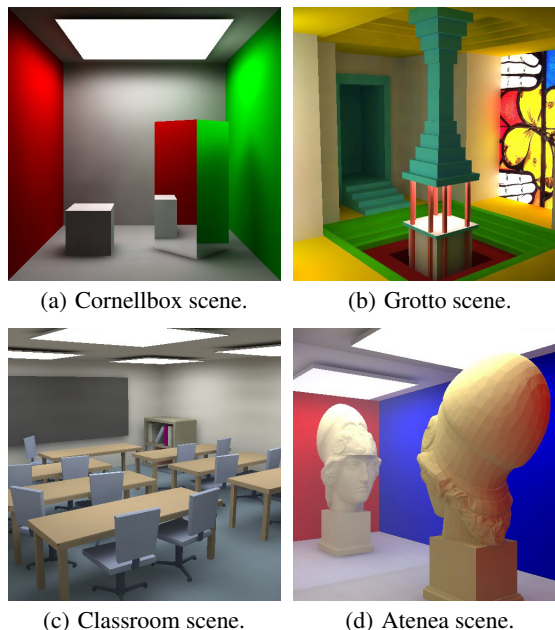 (a) Cornellbox scene.
(b) Grotto scene.
(c) Classroom scene.
(d) Atenea scene.